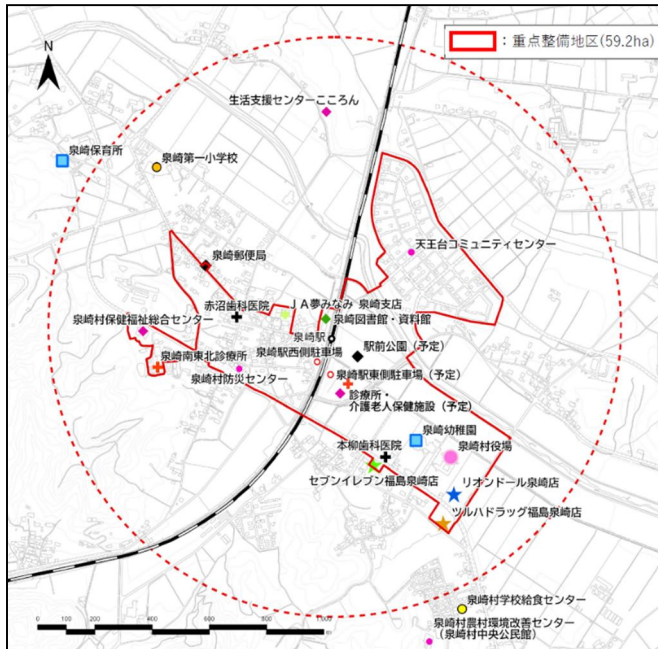 ：重点整備地区(59.2ha)
N
生活支援センターこころん
泉崎保育所
泉崎第一小学校
天王台コミュニティセンター
泉崎郵便局
赤沼歯科医院
ＪＡ夢みなみ 泉崎支店
泉崎村保健福祉総合センター
泉崎図書館・資料館
泉崎駅
泉崎駅西側駐車場
駅前公園（予定）
泉崎南東北診療所
泉崎村防災センター
泉崎駅東側駐車場（予定）
診療所・
介護老人保健施設（予定）
泉崎幼稚園
本柳歯科医院
泉崎村役場
セブンイレブン福島泉崎店
リオンドール泉崎店
ツルハドラッグ福島泉崎店
泉崎村学校給食センター
泉崎村農村環境改善センター
（泉崎村中央公民館）
0 100 200 400 600 800 1,000
m